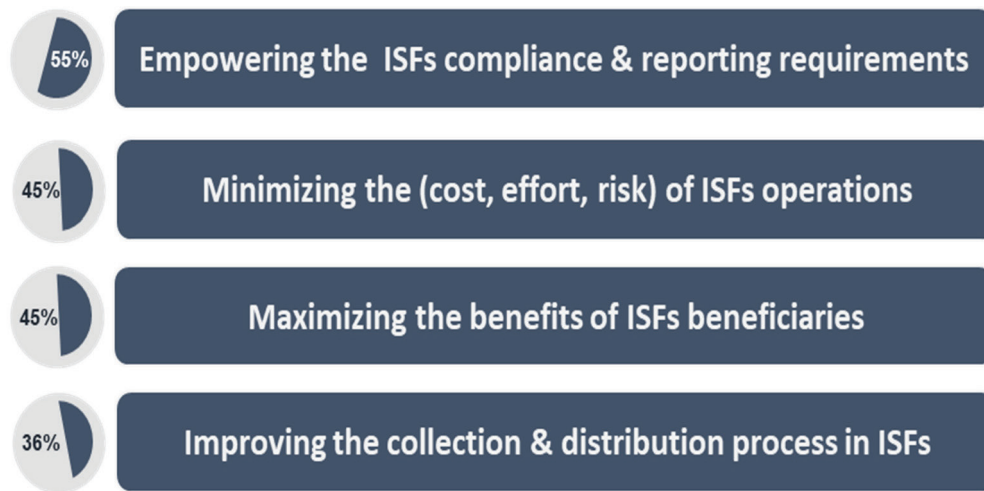 55%
Empowering the ISFs compliance & reporting requirements
45%
Minimizing the (cost, effort, risk) of ISFs operations
45%
Maximizing the benefits of ISFs beneficiaries
36%
Improving the collection & distribution process in ISFs